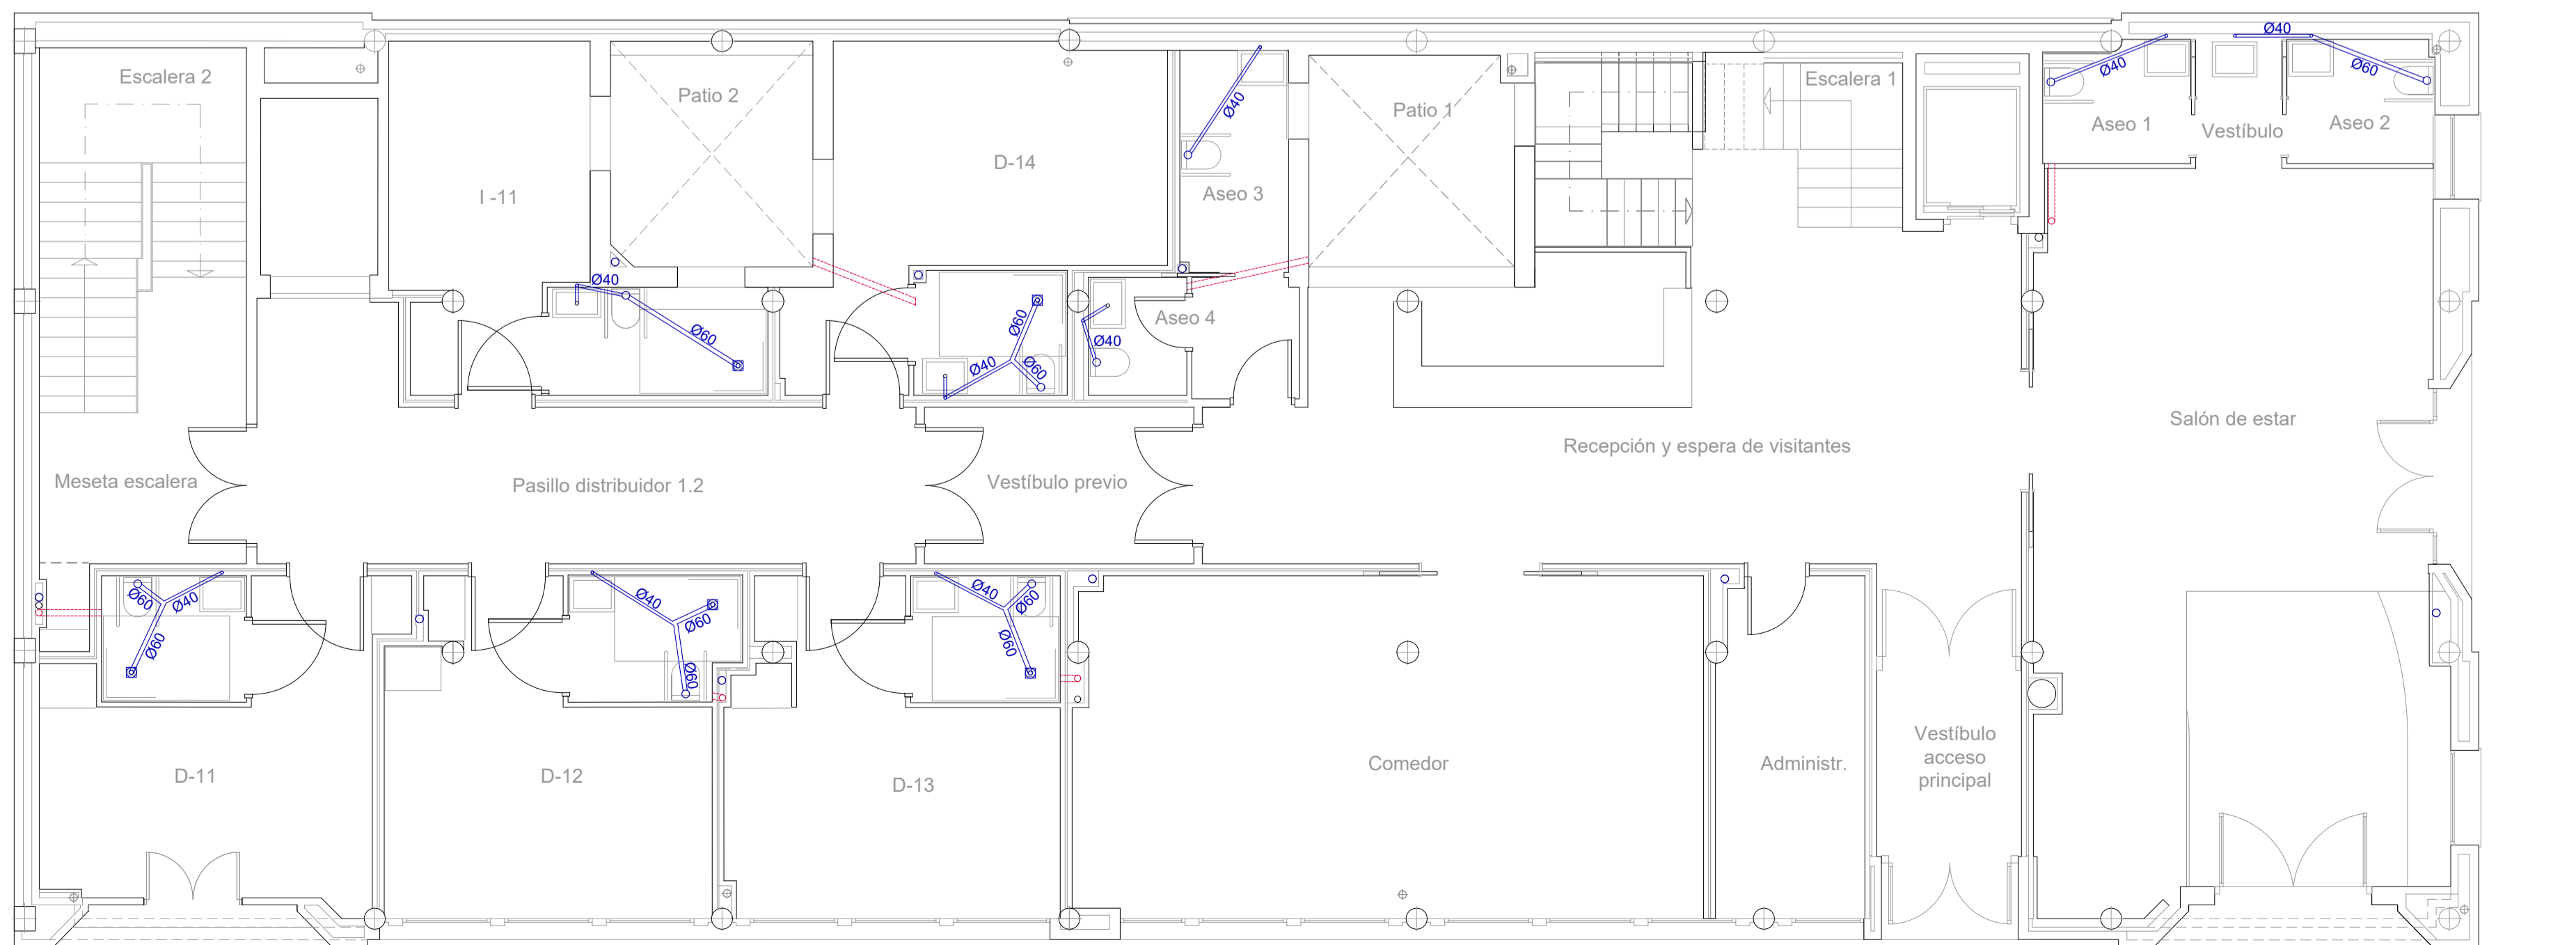 Ø40
Escalera 2
Patio 2
Escalera 1
Ø40
Ø60
Ø40
Patio 1
Aseo 1
Vestíbulo
Aseo 2
D-14
I -11
Aseo 3
Ø40
Ø60
Ø60
Aseo 4
Ø40
Ø40
Ø60
Salón de estar
Recepción y espera de visitantes
Meseta escalera
Pasillo distribuidor 1.2
Vestíbulo previo
Ø60
Ø40
Ø60
Ø40
Ø60
Ø60
Ø40
Ø60
Ø60
D-11
D-12
D-13
Comedor
Administr.
Vestíbulo
acceso
principal